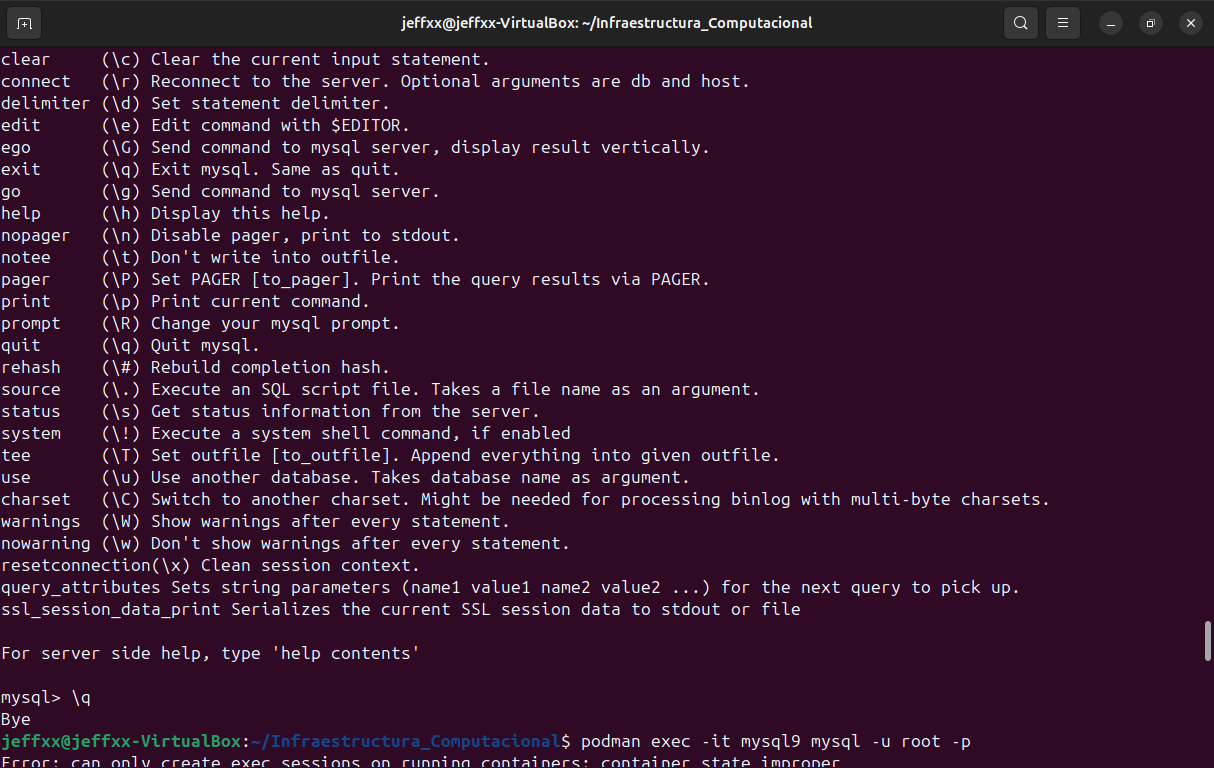 jeffxx@jeffxx-VirtualBox: ~/Infraestructura_Computacional
clear     (\c) Clear the current input statement.
connect   (\r) Reconnect to the server. Optional arguments are db and host.
delimiter (\d) Set statement delimiter.
edit      (\e) Edit command with $EDITOR.
ego       (\G) Send command to mysql server, display result vertically.
exit      (\q) Exit mysql. Same as quit.
go        (\g) Send command to mysql server.
help      (\h) Display this help.
nopager   (\n) Disable pager, print to stdout.
notee     (\t) Don't write into outfile.
pager     (\P) Set PAGER [to_pager]. Print the query results via PAGER.
print     (\p) Print current command.
prompt    (\R) Change your mysql prompt.
quit      (\q) Quit mysql.
rehash    (\#) Rebuild completion hash.
source    (\.) Execute an SQL script file. Takes a file name as an argument.
status    (\s) Get status information from the server.
system    (\!) Execute a system shell command, if enabled
tee       (\T) Set outfile [to_outfile]. Append everything into given outfile.
use       (\u) Use another database. Takes database name as argument.
charset   (\C) Switch to another charset. Might be needed for processing binlog with multi-byte charsets.
warnings  (\W) Show warnings after every statement.
nowarning (\w) Don't show warnings after every statement.
resetconnection(\x) Clean session context.
query_attributes Sets string parameters (name1 value1 name2 value2 ...) for the next query to pick up.
ssl_session_data_print Serializes the current SSL session data to stdout or file
For server side help, type 'help contents'
mysql> \q
Bye
jeffxx@jeffxx-VirtualBox:~/Infraestructura_Computacional$ podman exec -it mysql9 mysql -u root -p
Error: can only create exec sessions on running containers: container state improper